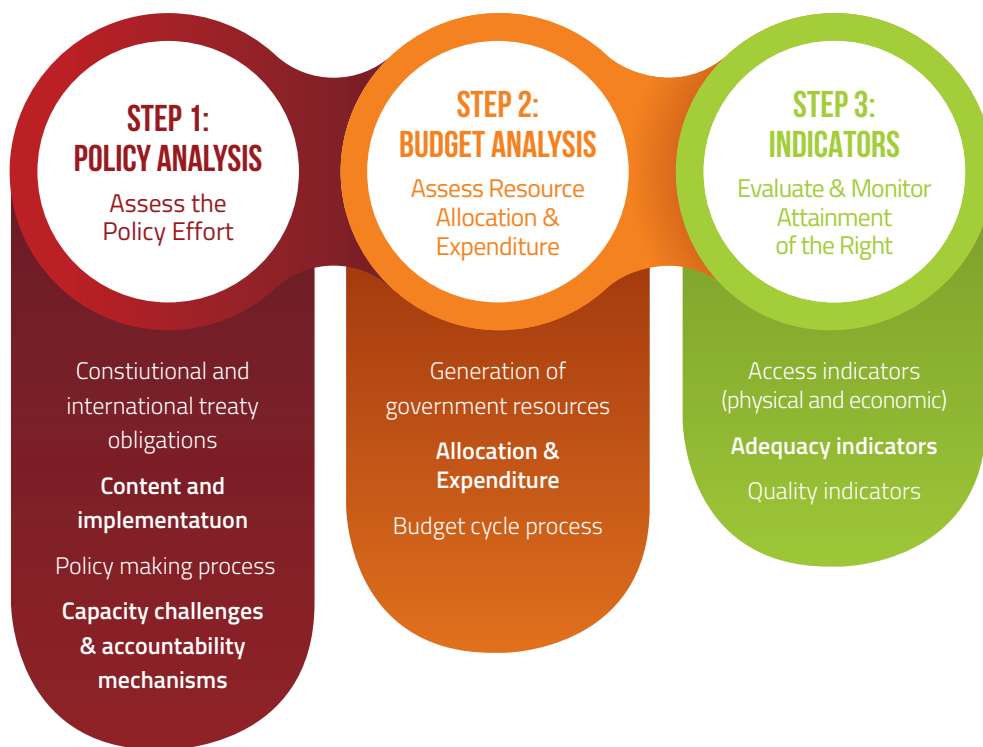 STEP 1:
POLICY ANALYSIS
Assess the
Policy Effort
Constiutional and
international treaty
obligations
Content and
implementatuon
Policy making process
Capacity challenges
& accountability
mechanisms
STEP 2:
BUDGET ANALYSIS
Assess Resource
Allocation &
Expenditure
Generation of
government resources
Allocation &
Expenditure
Budget cycle process
STEP 3:
INDICATORS
Evaluate & Monitor
Attainment
of the Right
Access indicators
(physical and economic)
Adequacy indicators
Quality indicators